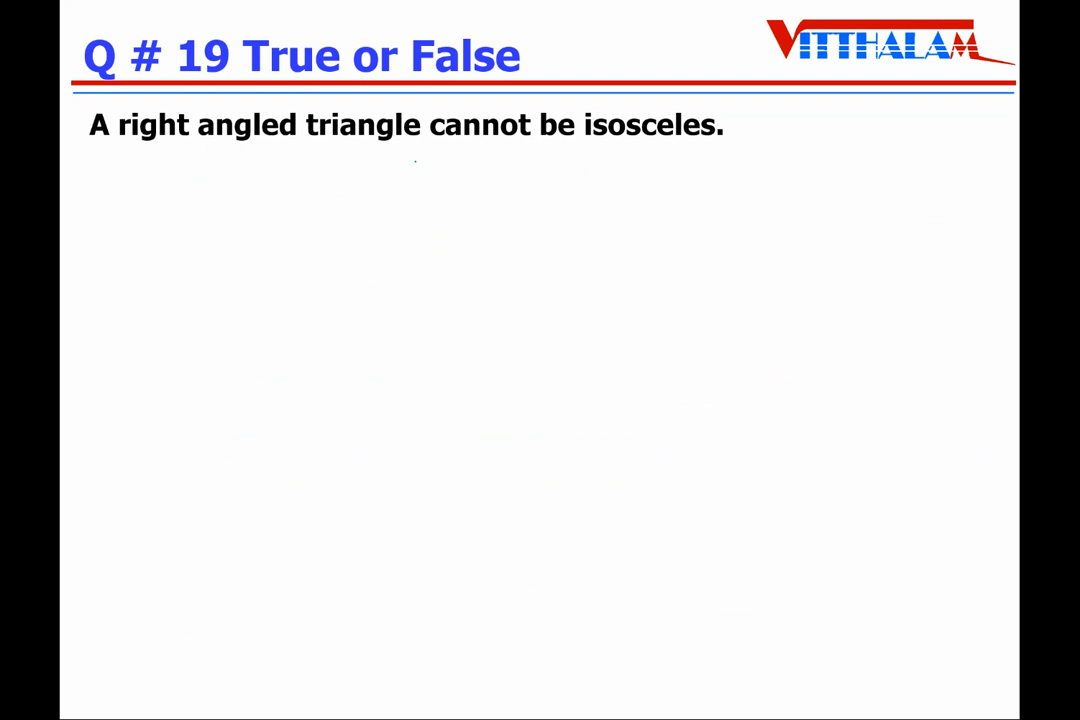 Q # 19 True or False
VITTHALAM
A right angled triangle cannot be isosceles.